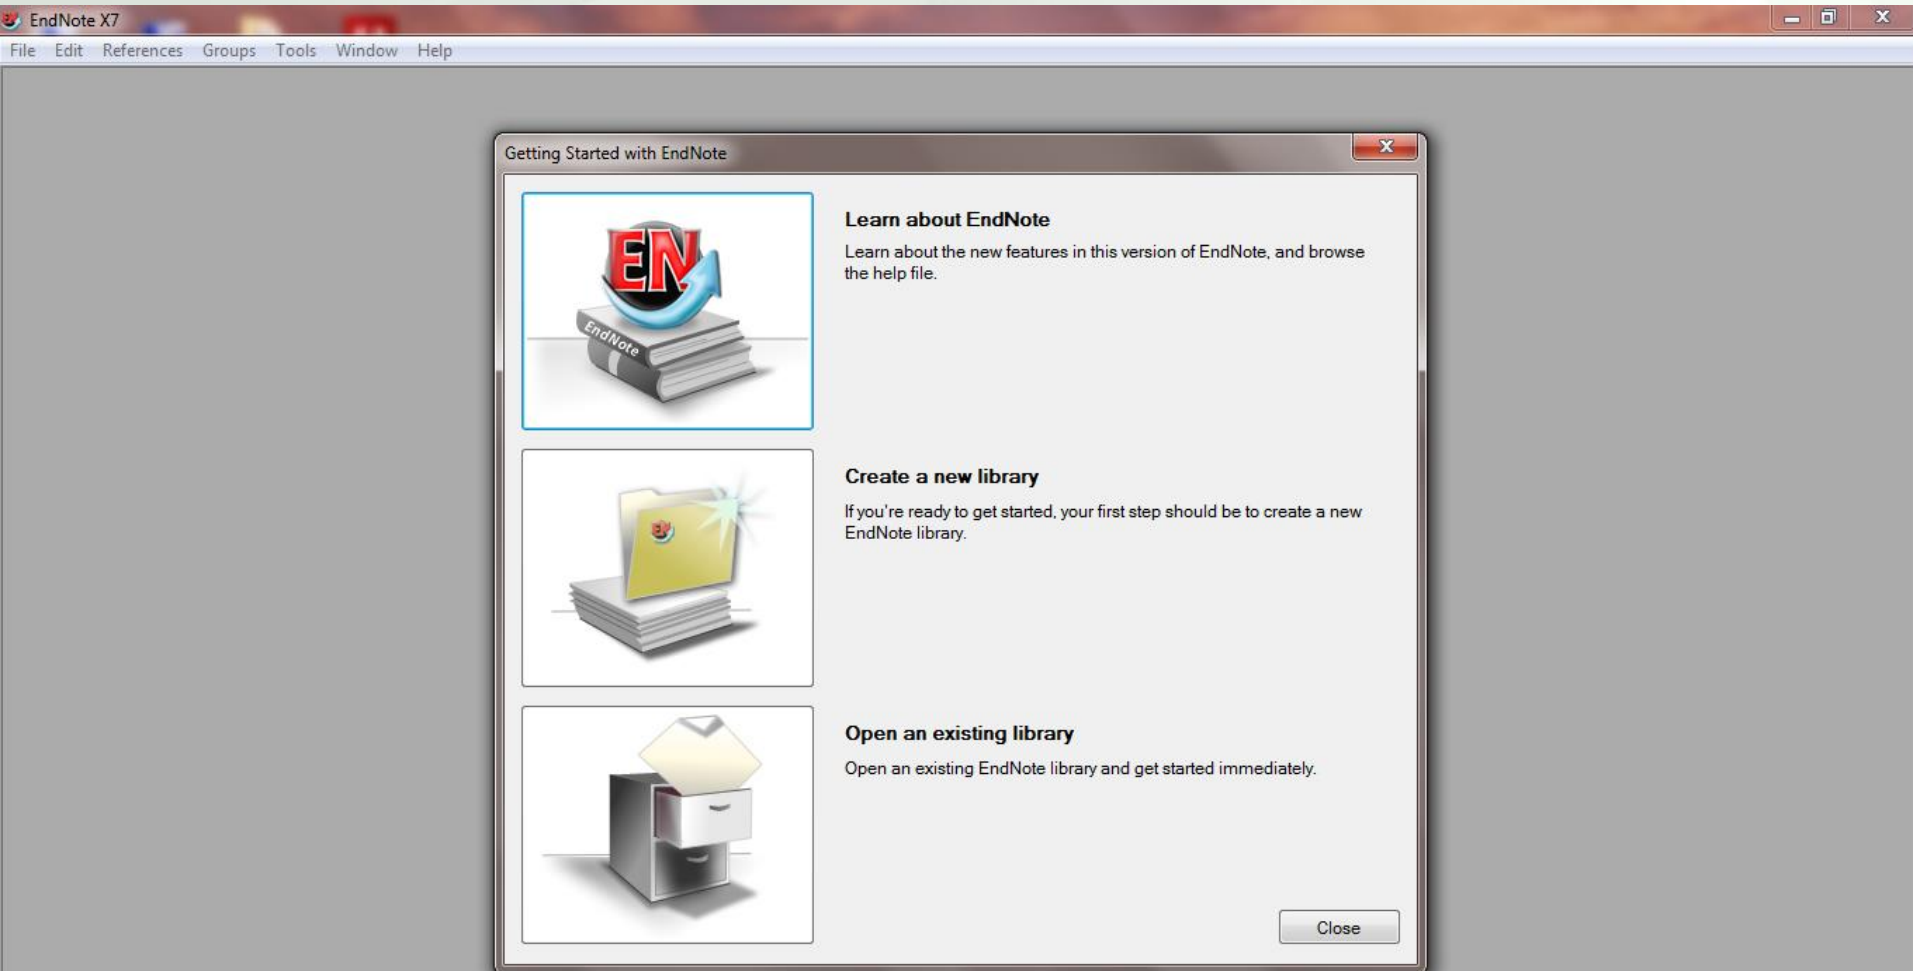 EndNote X7
File Edit References Groups Tools Window Help
Getting Started with EndNote
EN
EndNote
Learn about EndNote
Learn about the new features in this version of EndNote, and browse
the help file.
Create a new library
If you're ready to get started, your first step should be to create a new
EndNote library.
Open an existing library
Open an existing EndNote library and get started immediately.
Close